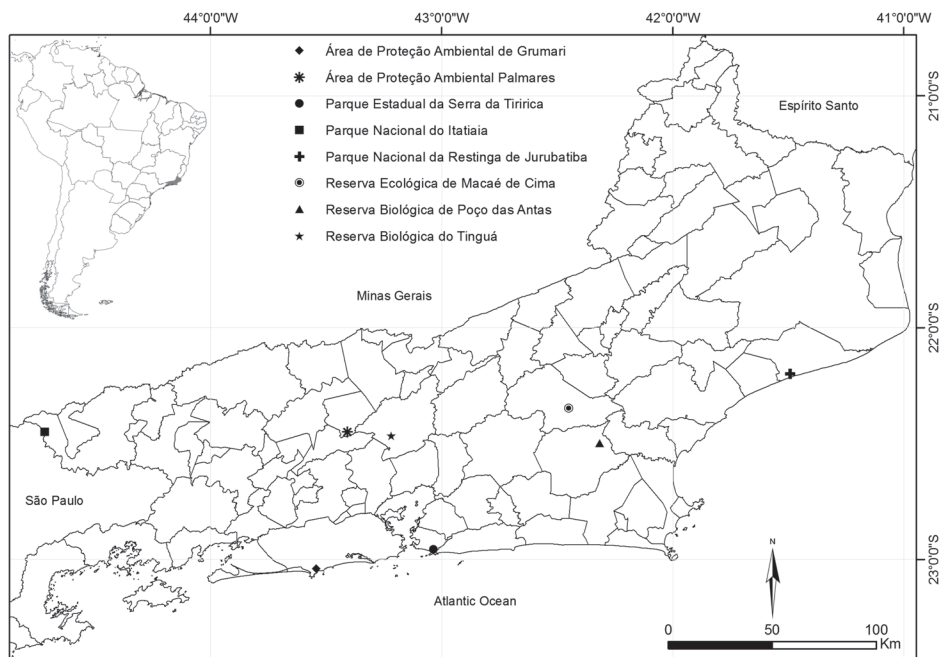 44°0'0"W 43°0'0"W 42°0'0"W 41°0'0"W
Área de Proteção Ambiental de Grumari
Área de Proteção Ambiental Palmares
Parque Estadual da Serra da Tiririca
Parque Nacional do Itatiaia
Parque Nacional da Restinga de Jurubatiba
Reserva Ecológica de Macaé de Cima
Reserva Biológica de Poço das Antas
Reserva Biológica do Tinguá
Espírito Santo
21°0'0"S
Minas Gerais
22°0'0"S
São Paulo
23°0'0"S
Atlantic Ocean
N
0 50 100
Km